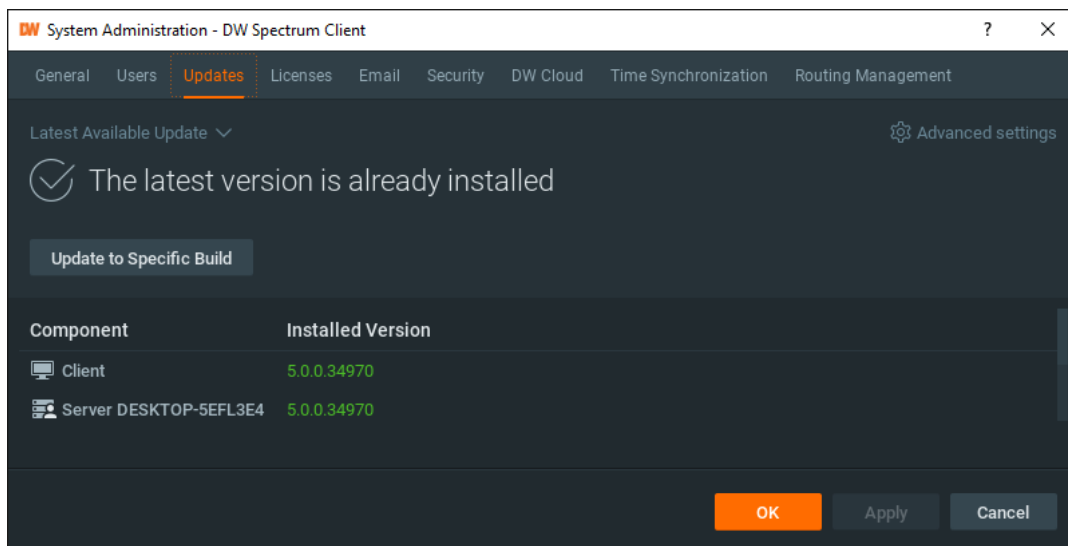 DW System Administration - DW Spectrum Client ? ×
General Users Updates Licenses Email Security DW Cloud Time Synchronization Routing Management
Latest Available Update Advanced settings
The latest version is already installed
Update to Specific Build
Component Installed Version
Client 5.0.0.34970
Server DESKTOP-5EFL3E4 5.0.0.34970
OK Apply Cancel